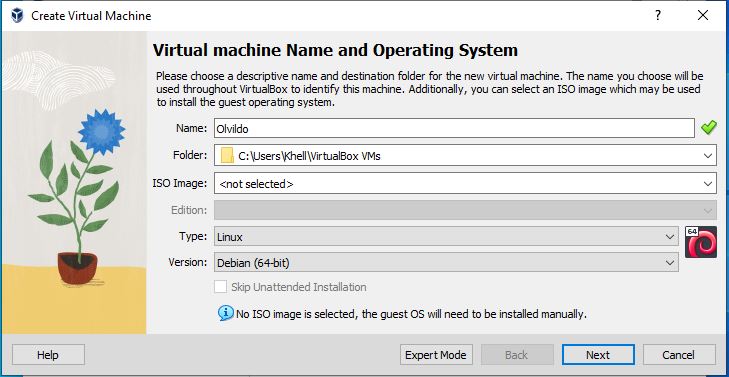 Create Virtual Machine
? X
Virtual machine Name and Operating System
Please choose a descriptive name and destination folder for the new virtual machine. The name you choose will be
used throughout VirtualBox to identify this machine. Additionally, you can select an ISO image which may be used
to install the guest operating system.
Name: Olvildo
Folder: C:\Users\Khell\VirtualBox VMs
ISO Image: <not selected>
Edition:
Type: Linux
64
Version: Debian (64-bit)
Skip Unattended Installation
No ISO image is selected, the guest OS will need to be installed manually.
Help Expert Mode Back Next Cancel